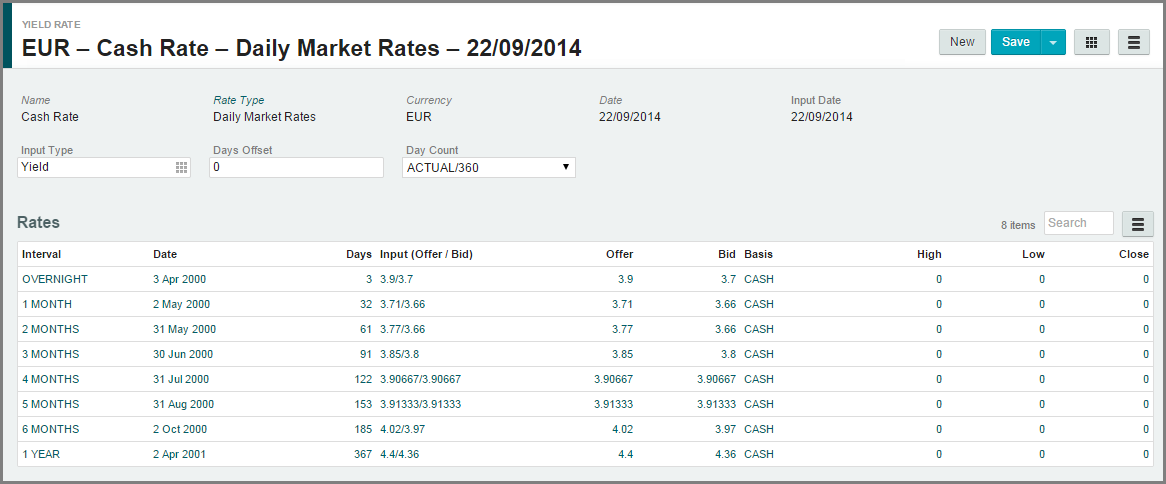 YIELD RATE
EUR – Cash Rate – Daily Market Rates – 22/09/2014
New Save
Name Rate Type Currency Date Input Date
Cash Rate Daily Market Rates EUR 22/09/2014 22/09/2014
Input Type Days Offset Day Count
Yield 0 ACTUAL/360
Rates 8 items Search
Interval Date Days Input (Offer / Bid) Offer Bid Basis High Low Close
OVERNIGHT 3 Apr 2000 3 3.9/3.7 3.9 3.7 CASH 0 0 0
1 MONTH 2 May 2000 32 3.71/3.66 3.71 3.66 CASH 0 0 0
2 MONTHS 31 May 2000 61 3.77/3.66 3.77 3.66 CASH 0 0 0
3 MONTHS 30 Jun 2000 91 3.85/3.8 3.85 3.8 CASH 0 0 0
4 MONTHS 31 Jul 2000 122 3.90667/3.90667 3.90667 3.90667 CASH 0 0 0
5 MONTHS 31 Aug 2000 153 3.91333/3.91333 3.91333 3.91333 CASH 0 0 0
6 MONTHS 2 Oct 2000 185 4.02/3.97 4.02 3.97 CASH 0 0 0
1 YEAR 2 Apr 2001 367 4.4/4.36 4.4 4.36 CASH 0 0 0